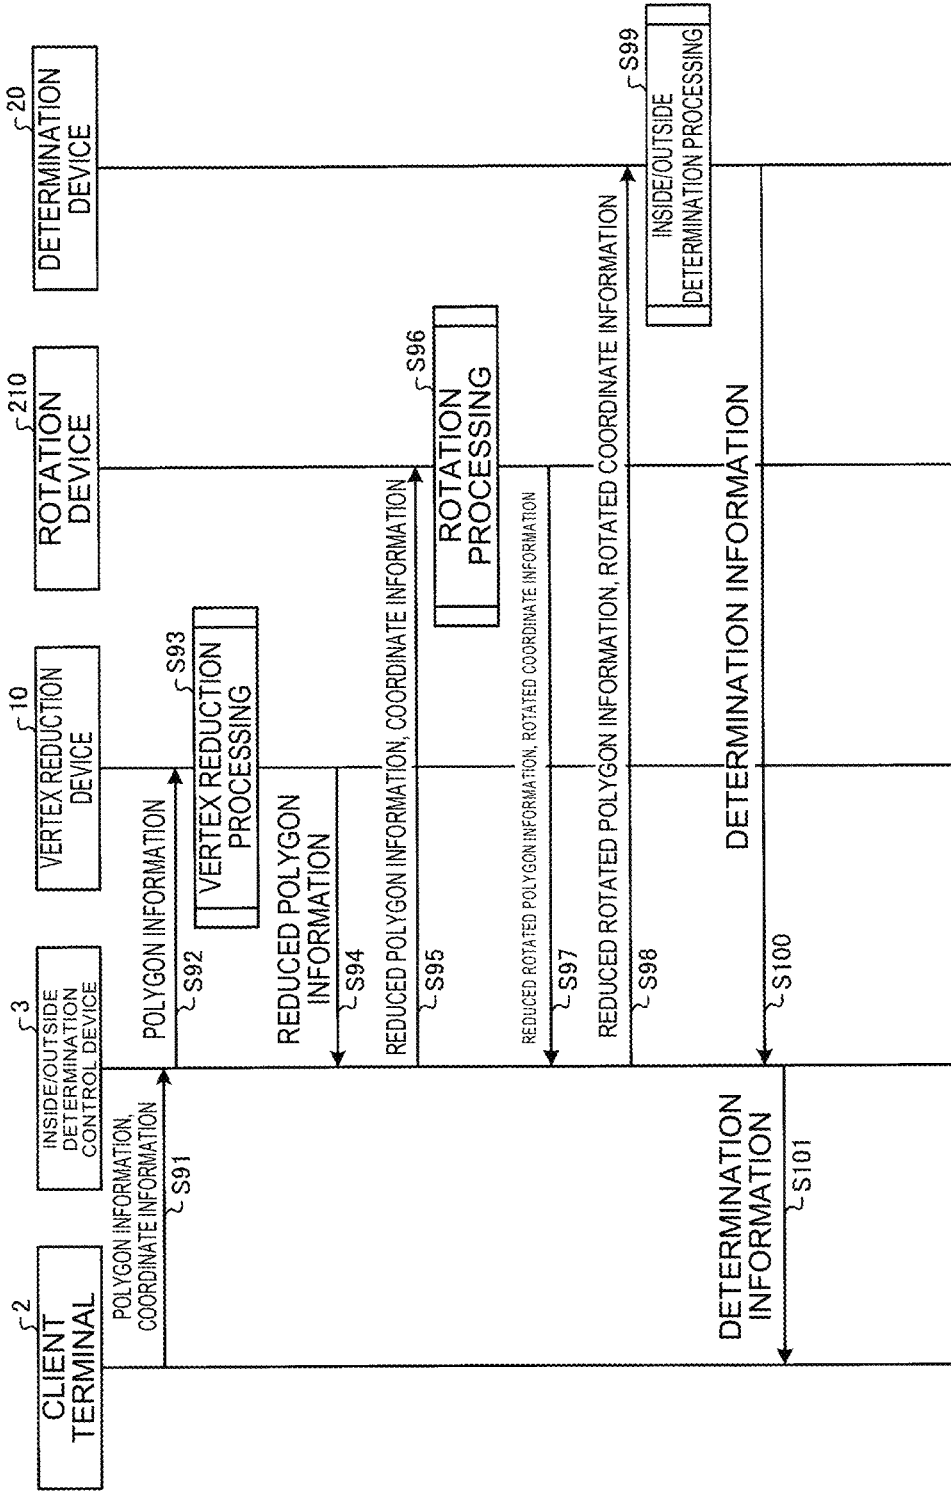 2
CLIENT
TERMINAL
3
INSIDE/OUTSIDE
DETERMINATION
CONTROL DEVICE
10
VERTEX REDUCTION
DEVICE
210
ROTATION
DEVICE
20
DETERMINATION
DEVICE
POLYGON INFORMATION,
COORDINATE INFORMATION
S91
POLYGON INFORMATION
S92
S93
VERTEX REDUCTION
PROCESSING
REDUCED POLYGON
INFORMATION
S94
REDUCED POLYGON INFORMATION, COORDINATE INFORMATION
S95
S96
ROTATION
PROCESSING
REDUCED ROTATED POLYGON INFORMATION, ROTATED COORDINATE INFORMATION
S97
REDUCED ROTATED POLYGON INFORMATION, ROTATED COORDINATE INFORMATION
S98
S99
INSIDE/OUTSIDE
DETERMINATION PROCESSING
DETERMINATION INFORMATION
S100
DETERMINATION
INFORMATION
S101